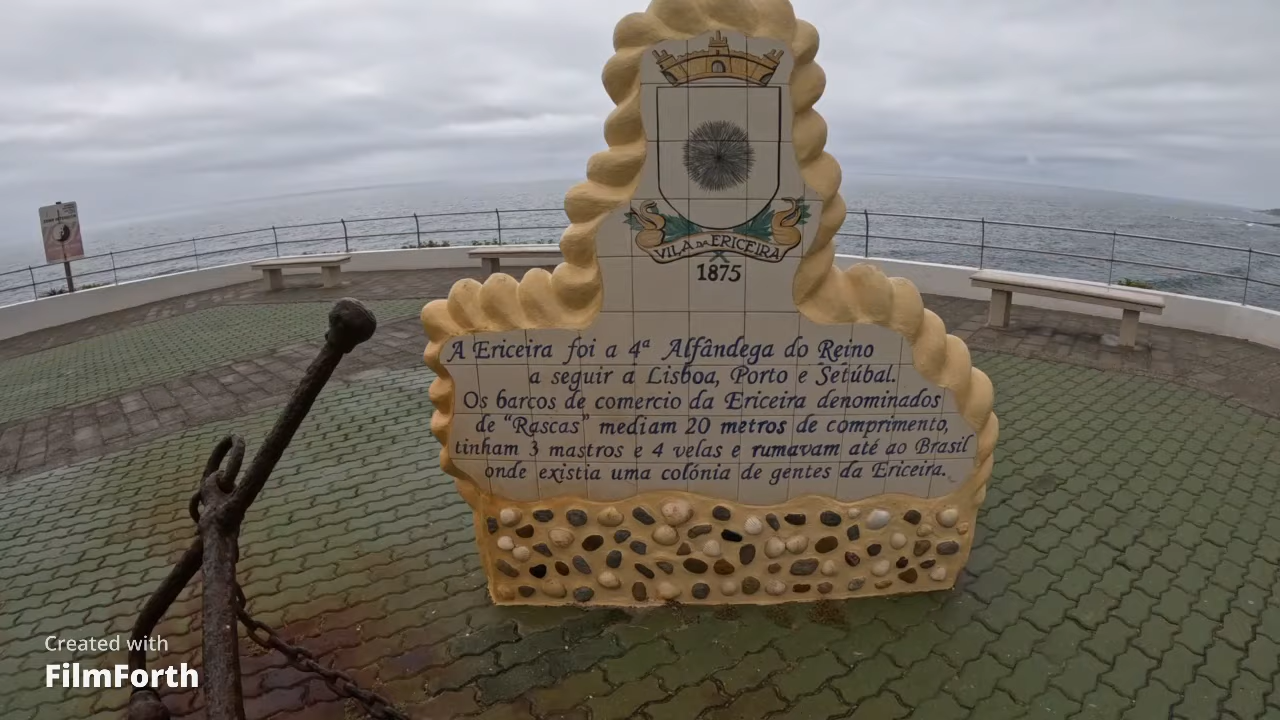 VILA DA ERICEIRA
1875
A Ericeira foi a 4ª Alfândega do Reino
a seguir a Lisboa, Porto e Setúbal.
Os barcos de comercio da Ericeira denominados
de “Rascas” mediam 20 metros de comprimento,
tinham 3 mastros e 4 velas e rumavam até ao Brasil
onde existia uma colónia de gentes da Ericeira.
Created with
FilmForth